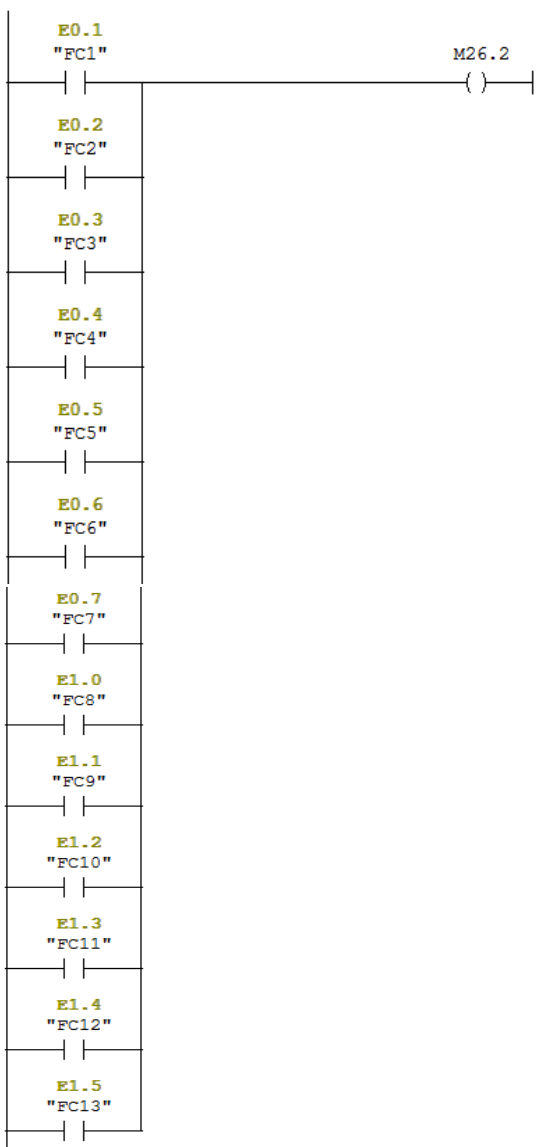 E0.1
"FC1"
M26.2
E0.2
"FC2"
E0.3
"FC3"
E0.4
"FC4"
E0.5
"FC5"
E0.6
"FC6"
E0.7
"FC7"
E1.0
"FC8"
E1.1
"FC9"
E1.2
"FC10"
E1.3
"FC11"
E1.4
"FC12"
E1.5
"FC13"